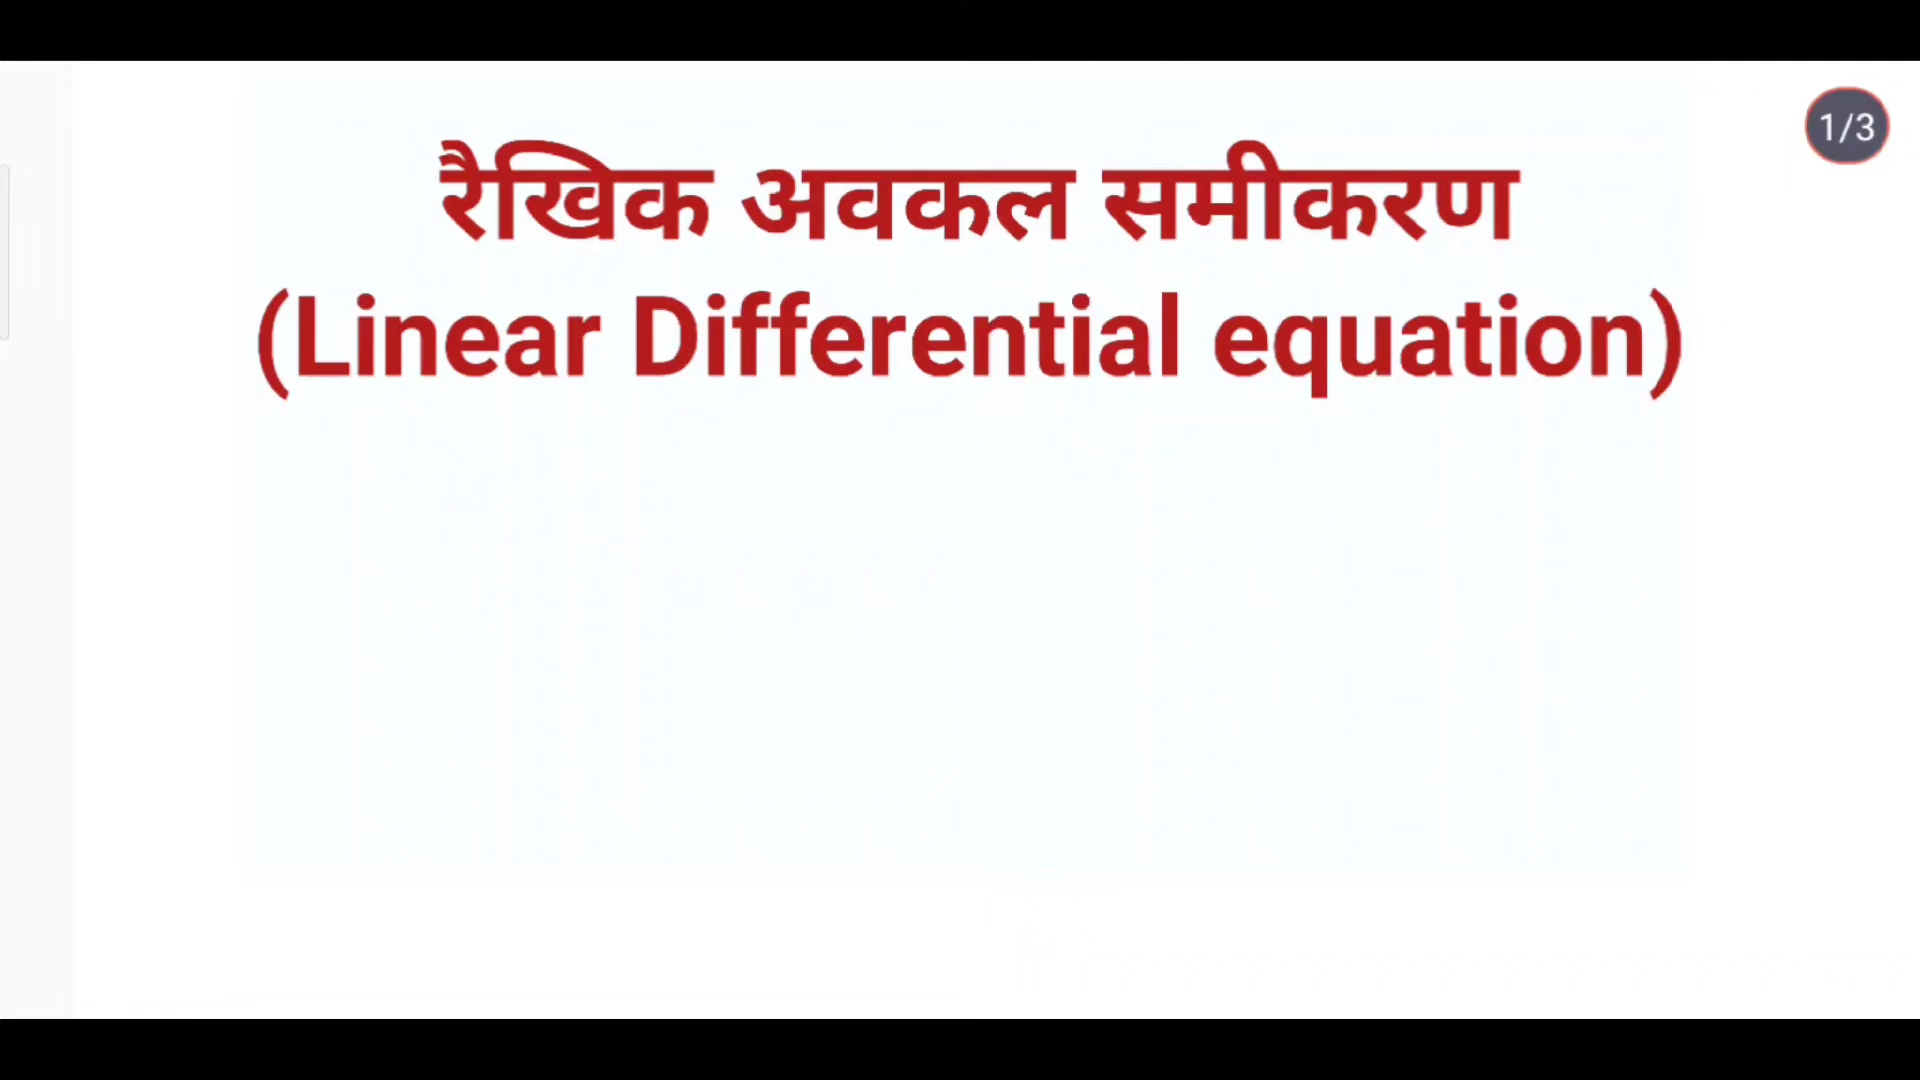 1/3
रैखिक अवकल समीकरण
(Linear Differential equation)